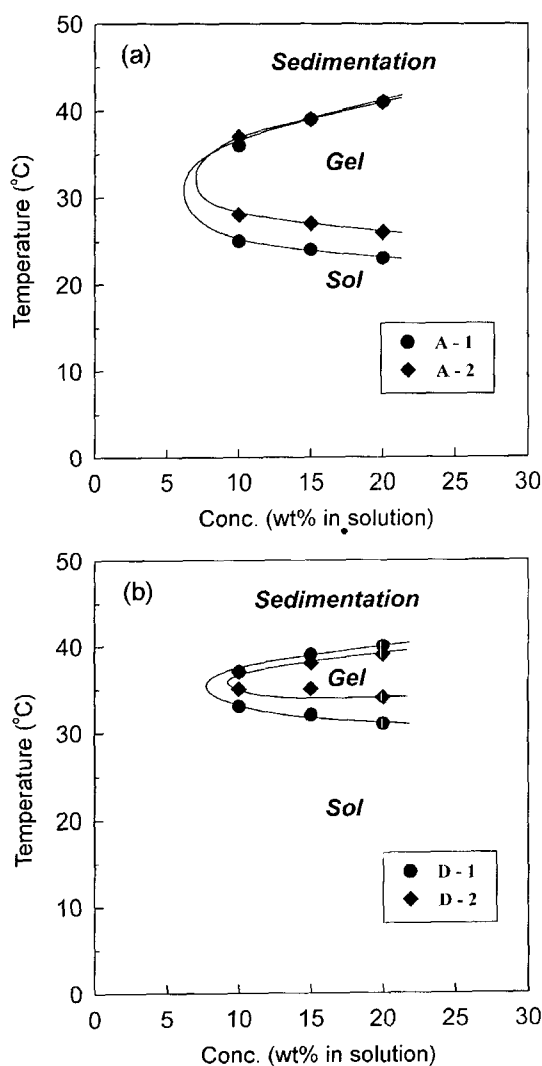 50
(a)
Sedimentation
40
Gel
30
Temperature (°C)
20
Sol
A - 1
A - 2
10
0
0 5 10 15 20 25 30
Conc. (wt% in solution)
50
(b)
Sedimentation
40
Gel
30
Temperature (°C)
20
Sol
D - 1
D - 2
10
0
0 5 10 15 20 25 30
Conc. (wt% in solution)